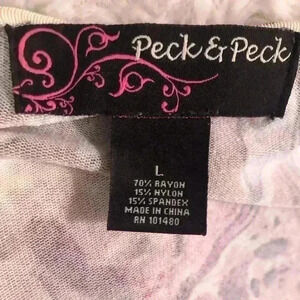 Peck & Peck
L
70% RAYON
15% NYLON
15% SPANDEX
MADE IN CHINA
RN 101480